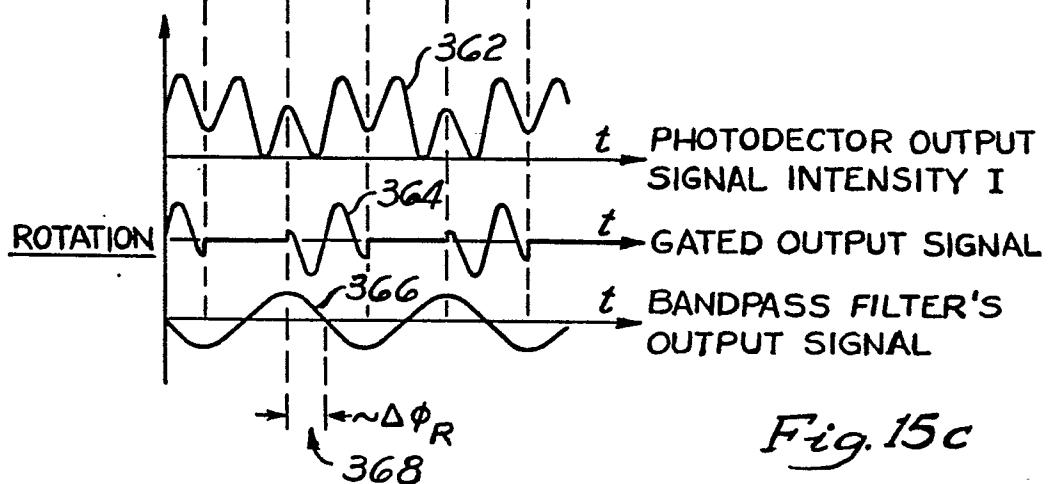 362
t PHOTODECTOR OUTPUT
SIGNAL INTENSITY I
364
ROTATION
t GATED OUTPUT SIGNAL
366
t BANDPASS FILTER'S
OUTPUT SIGNAL
~Δϕ_R
368
Fig. 15c